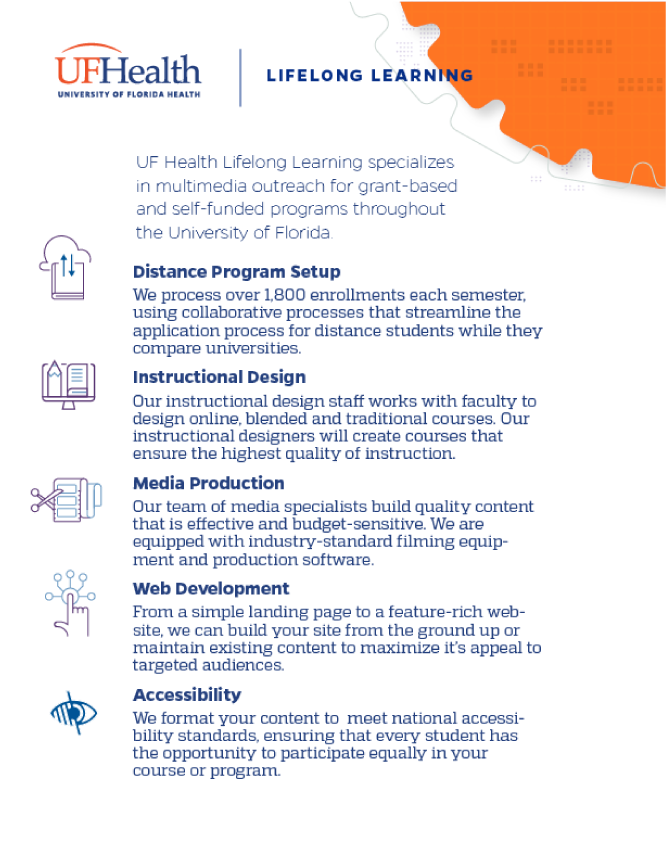 UFHealth
UNIVERSITY OF FLORIDA HEALTH
LIFELONG LEARNING
UF Health Lifelong Learning specializes
in multimedia outreach for grant-based
and self-funded programs throughout
the University of Florida.
Distance Program Setup
We process over 1,800 enrollments each semester,
using collaborative processes that streamline the
application process for distance students while they
compare universities.
Instructional Design
Our instructional design staff works with faculty to
design online, blended and traditional courses. Our
instructional designers will create courses that
ensure the highest quality of instruction.
Media Production
Our team of media specialists build quality content
that is effective and budget-sensitive. We are
equipped with industry-standard filming equip-
ment and production software.
Web Development
From a simple landing page to a feature-rich web-
site, we can build your site from the ground up or
maintain existing content to maximize it's appeal to
targeted audiences.
Accessibility
We format your content to  meet national accessi-
bility standards, ensuring that every student has
the opportunity to participate equally in your
course or program.